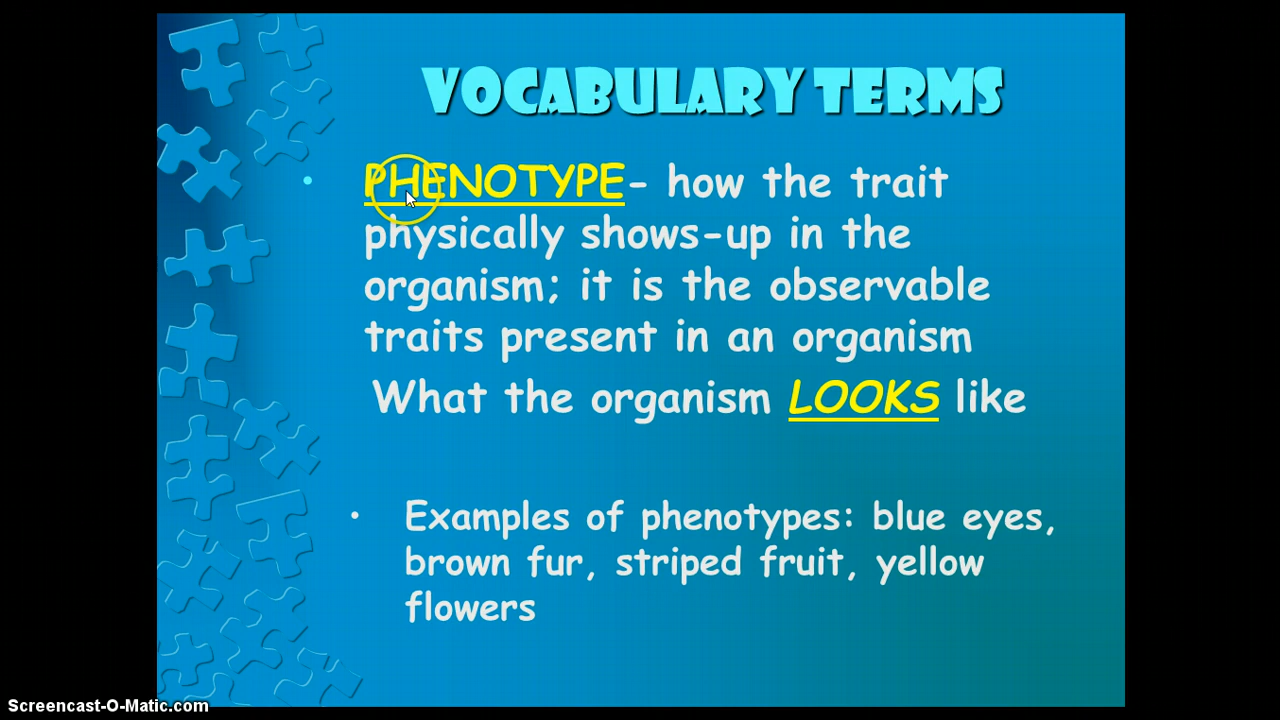 VOCABULARY TERMS
• PHENOTYPE- how the trait
physically shows-up in the
organism; it is the observable
traits present in an organism
What the organism LOOKS like
• Examples of phenotypes: blue eyes,
brown fur, striped fruit, yellow
flowers
Screencast-O-Matic.com